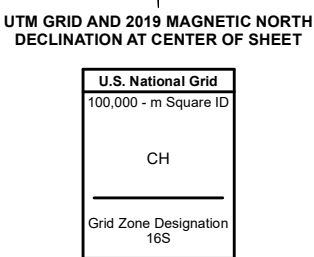 UTM GRID AND 2019 MAGNETIC NORTH
DECLINATION AT CENTER OF SHEET
U.S. National Grid
100,000 - m Square ID
CH
Grid Zone Designation
16S